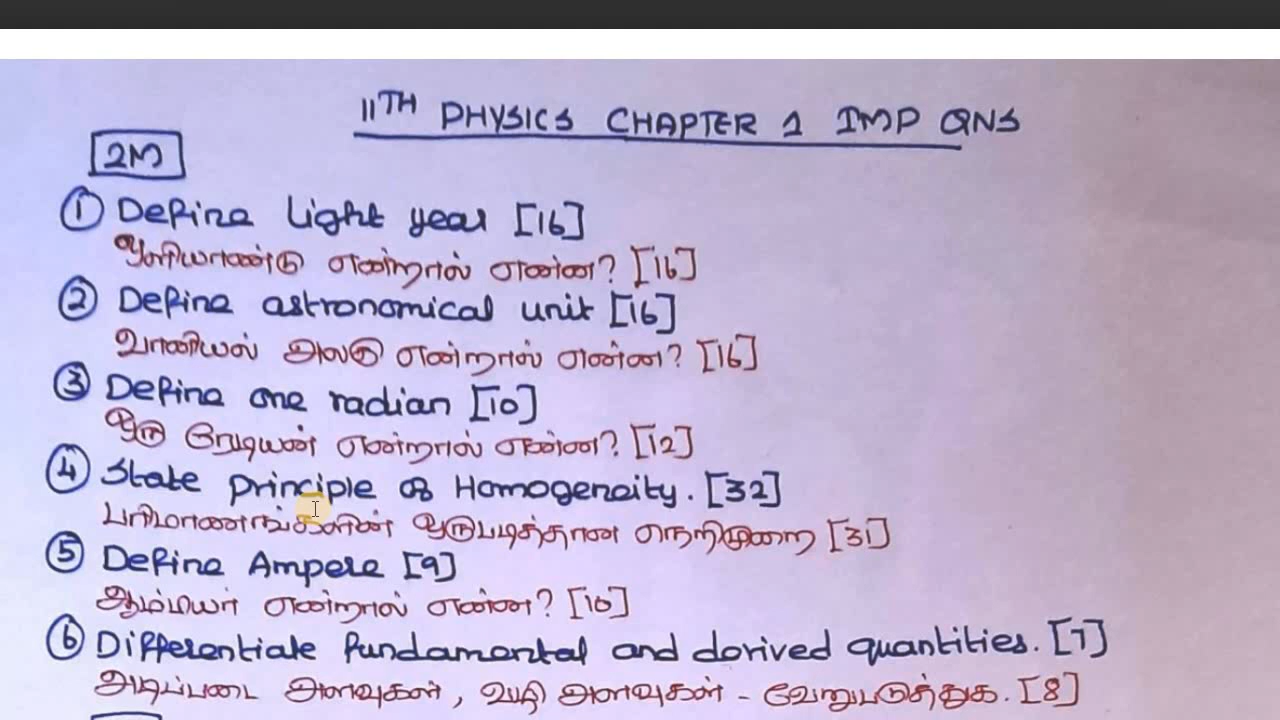 11TH PHYSICS CHAPTER 1 IMP QNS
2M
① Define light year [16]
ஒளியாண்டு என்றால் என்ன? [16]
② Define astronomical unit [16]
வானியல் அலகு என்றால் என்ன? [16]
③ Define one radian [10]
ஒரு ரேடியன் என்றால் என்ன? [12]
④ State principle of Homogeneity. [32]
பரிமாணங்களின் ஒருபடித்தான நெறிமுறை [31]
⑤ Define Ampere [9]
ஆம்பியர் என்றால் என்ன? [10]
⑥ Differentiate fundamental and derived quantities. [7]
அடிப்படை அளவுகள், வழி அளவுகள் - வேறுபடுத்துக. [8]